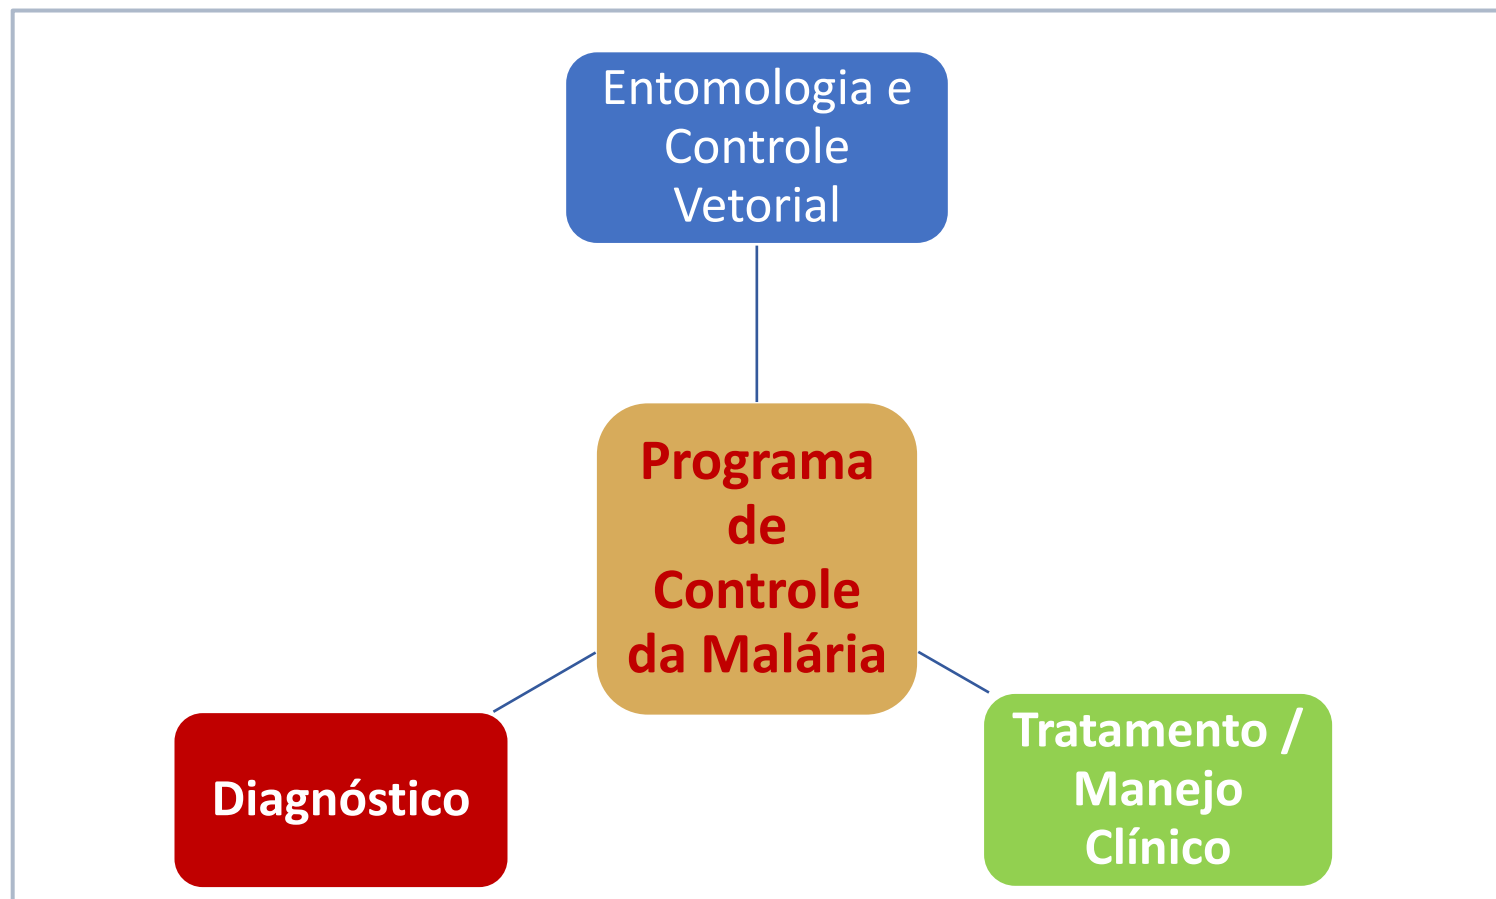 Entomologia e
Controle
Vetorial
Programa
de
Controle
da Malária
Diagnóstico
Tratamento /
Manejo
Clínico